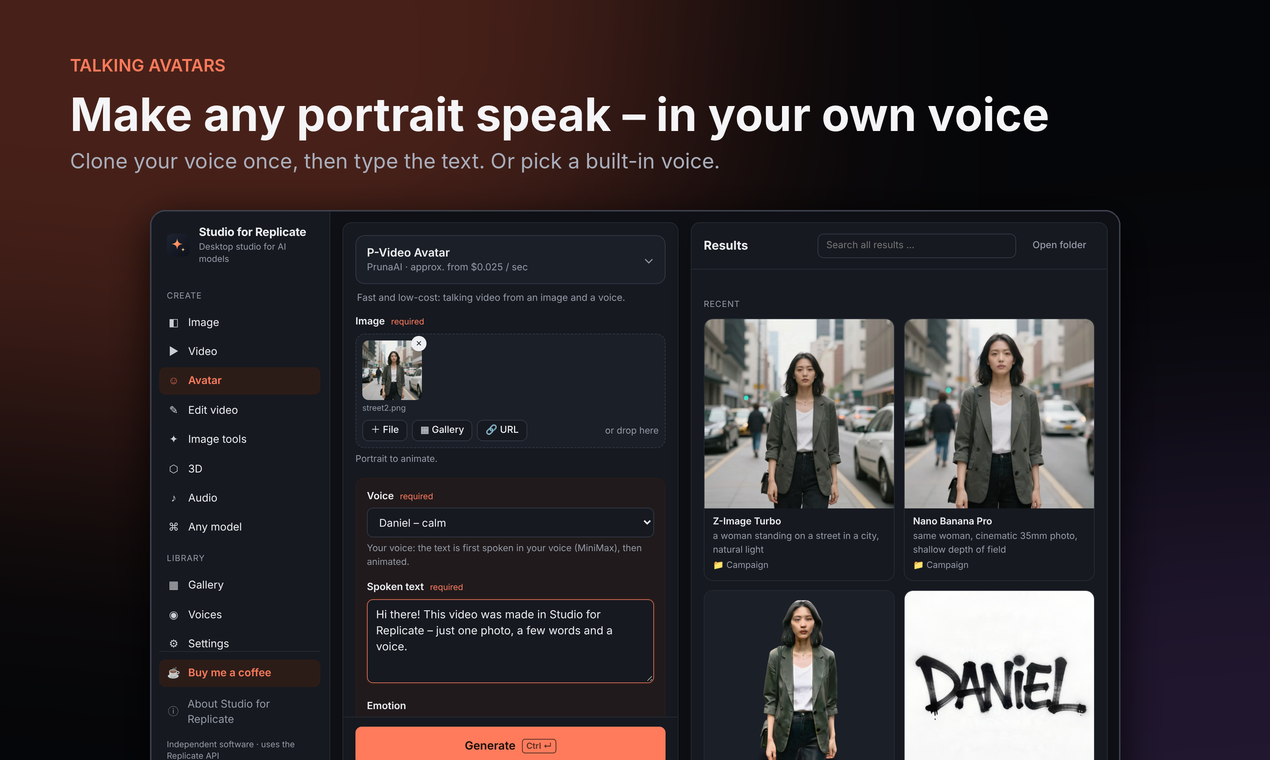 TALKING AVATARS
Make any portrait speak – in your own voice
Clone your voice once, then type the text. Or pick a built-in voice.
Studio for Replicate
Desktop studio for AI
models
CREATE
Image
Video
Avatar
Edit video
Image tools
3D
Audio
Any model
LIBRARY
Gallery
Voices
Settings
Buy me a coffee
About Studio for
Replicate
Independent software · uses the
Replicate API
P-Video Avatar
PrunaAI · approx. from $0.025 / sec
Fast and low-cost: talking video from an image and a voice.
Image required
street2.png
+ File
Gallery
URL
or drop here
Portrait to animate.
Voice required
Daniel – calm
Your voice: the text is first spoken in your voice (MiniMax), then
animated.
Spoken text required
Hi there! This video was made in Studio for
Replicate – just one photo, a few words and a
voice.
Emotion
Generate Ctrl ↵
Results
Search all results ...
Open folder
RECENT
Z-Image Turbo
a woman standing on a street in a city,
natural light
Campaign
Nano Banana Pro
same woman, cinematic 35mm photo,
shallow depth of field
Campaign
DANiEL